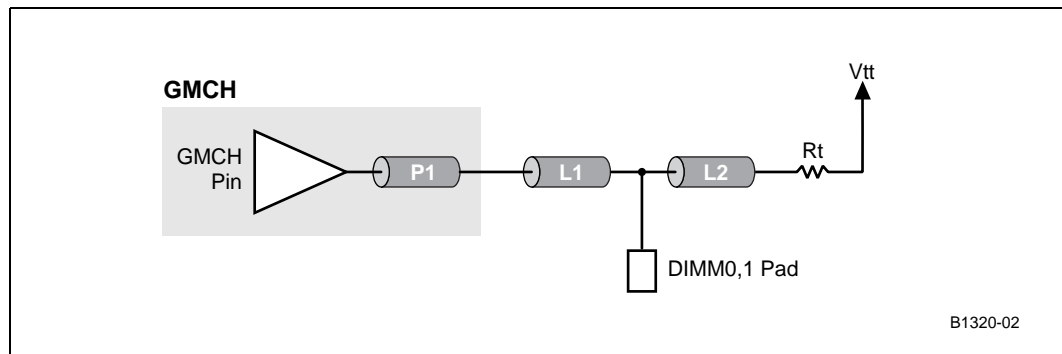 GMCH
GMCH
Pin
P1
L1
L2
Rt
Vtt
DIMM0,1 Pad
B1320-02